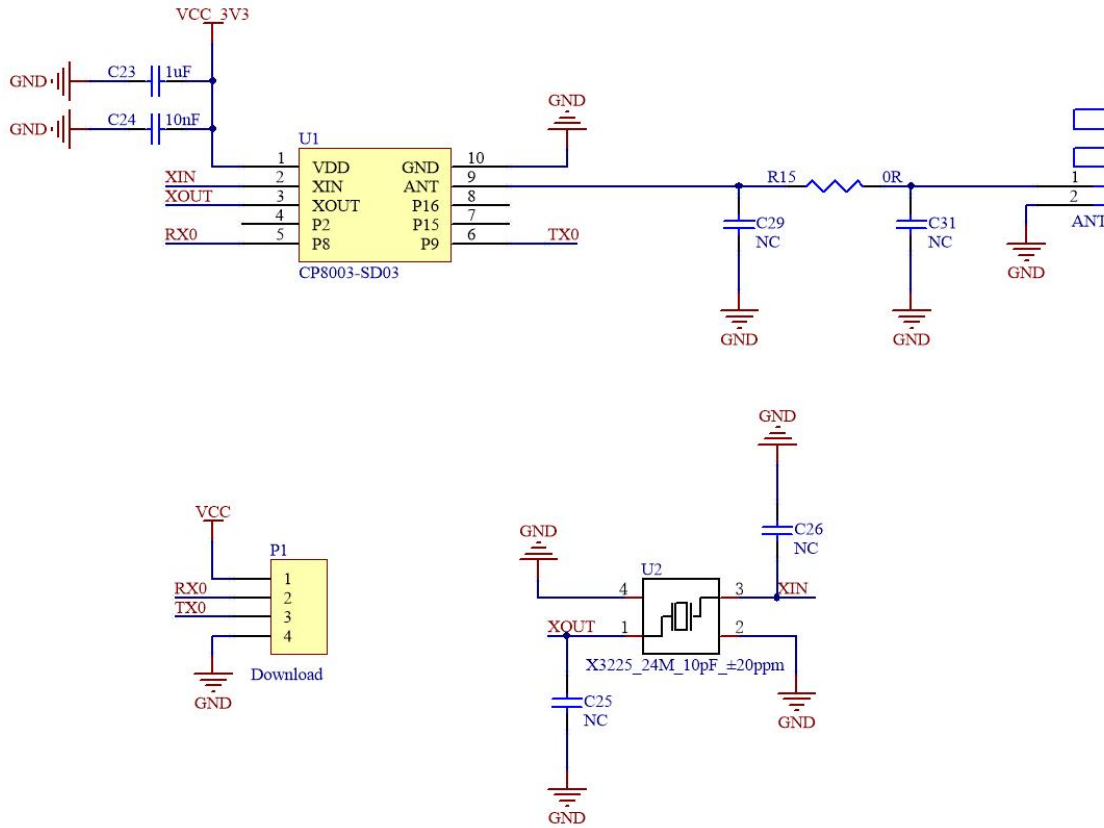 VCC_3V3
GND
C23
1uF
GND
C24
10nF
U1
GND
1
VDD
GND
10
XIN
2
XIN
ANT
9
XOUT
3
XOUT
P16
8
4
P2
P15
7
RX0
5
P8
P9
6
TX0
CP8003-SD03
R15
0R
1
2
ANT
C29
NC
C31
NC
GND
GND
GND
GND
C26
NC
VCC
P1
1
RX0
2
TX0
3
4
GND
Download
GND
U2
4
3
XIN
XOUT
1
2
X3225_24M_10pF_±20ppm
C25
NC
GND
GND